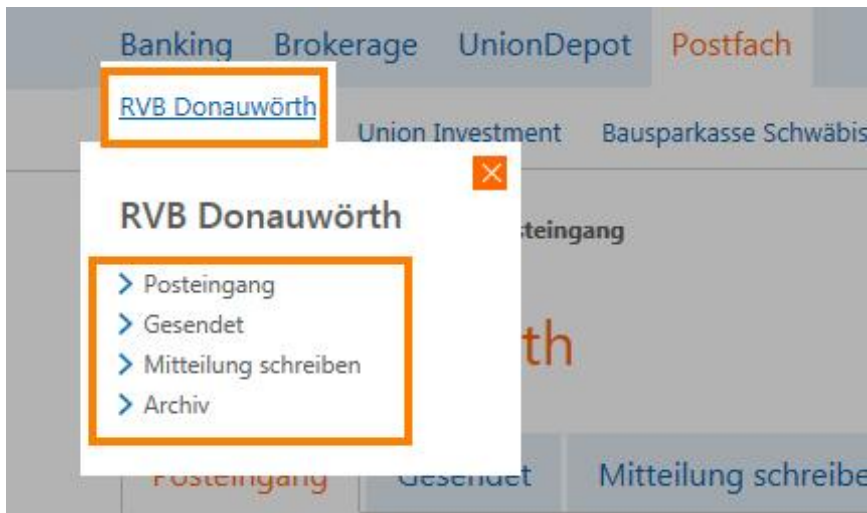 Banking Brokerage UnionDepot Postfach
RVB Donauwörth Union Investment Bausparkasse Schwäbis
RVB Donauwörth
steingang
Posteingang
Gesendet
th
Mitteilung schreiben
Archiv
Posteingang Gesendet Mitteilung schreibe